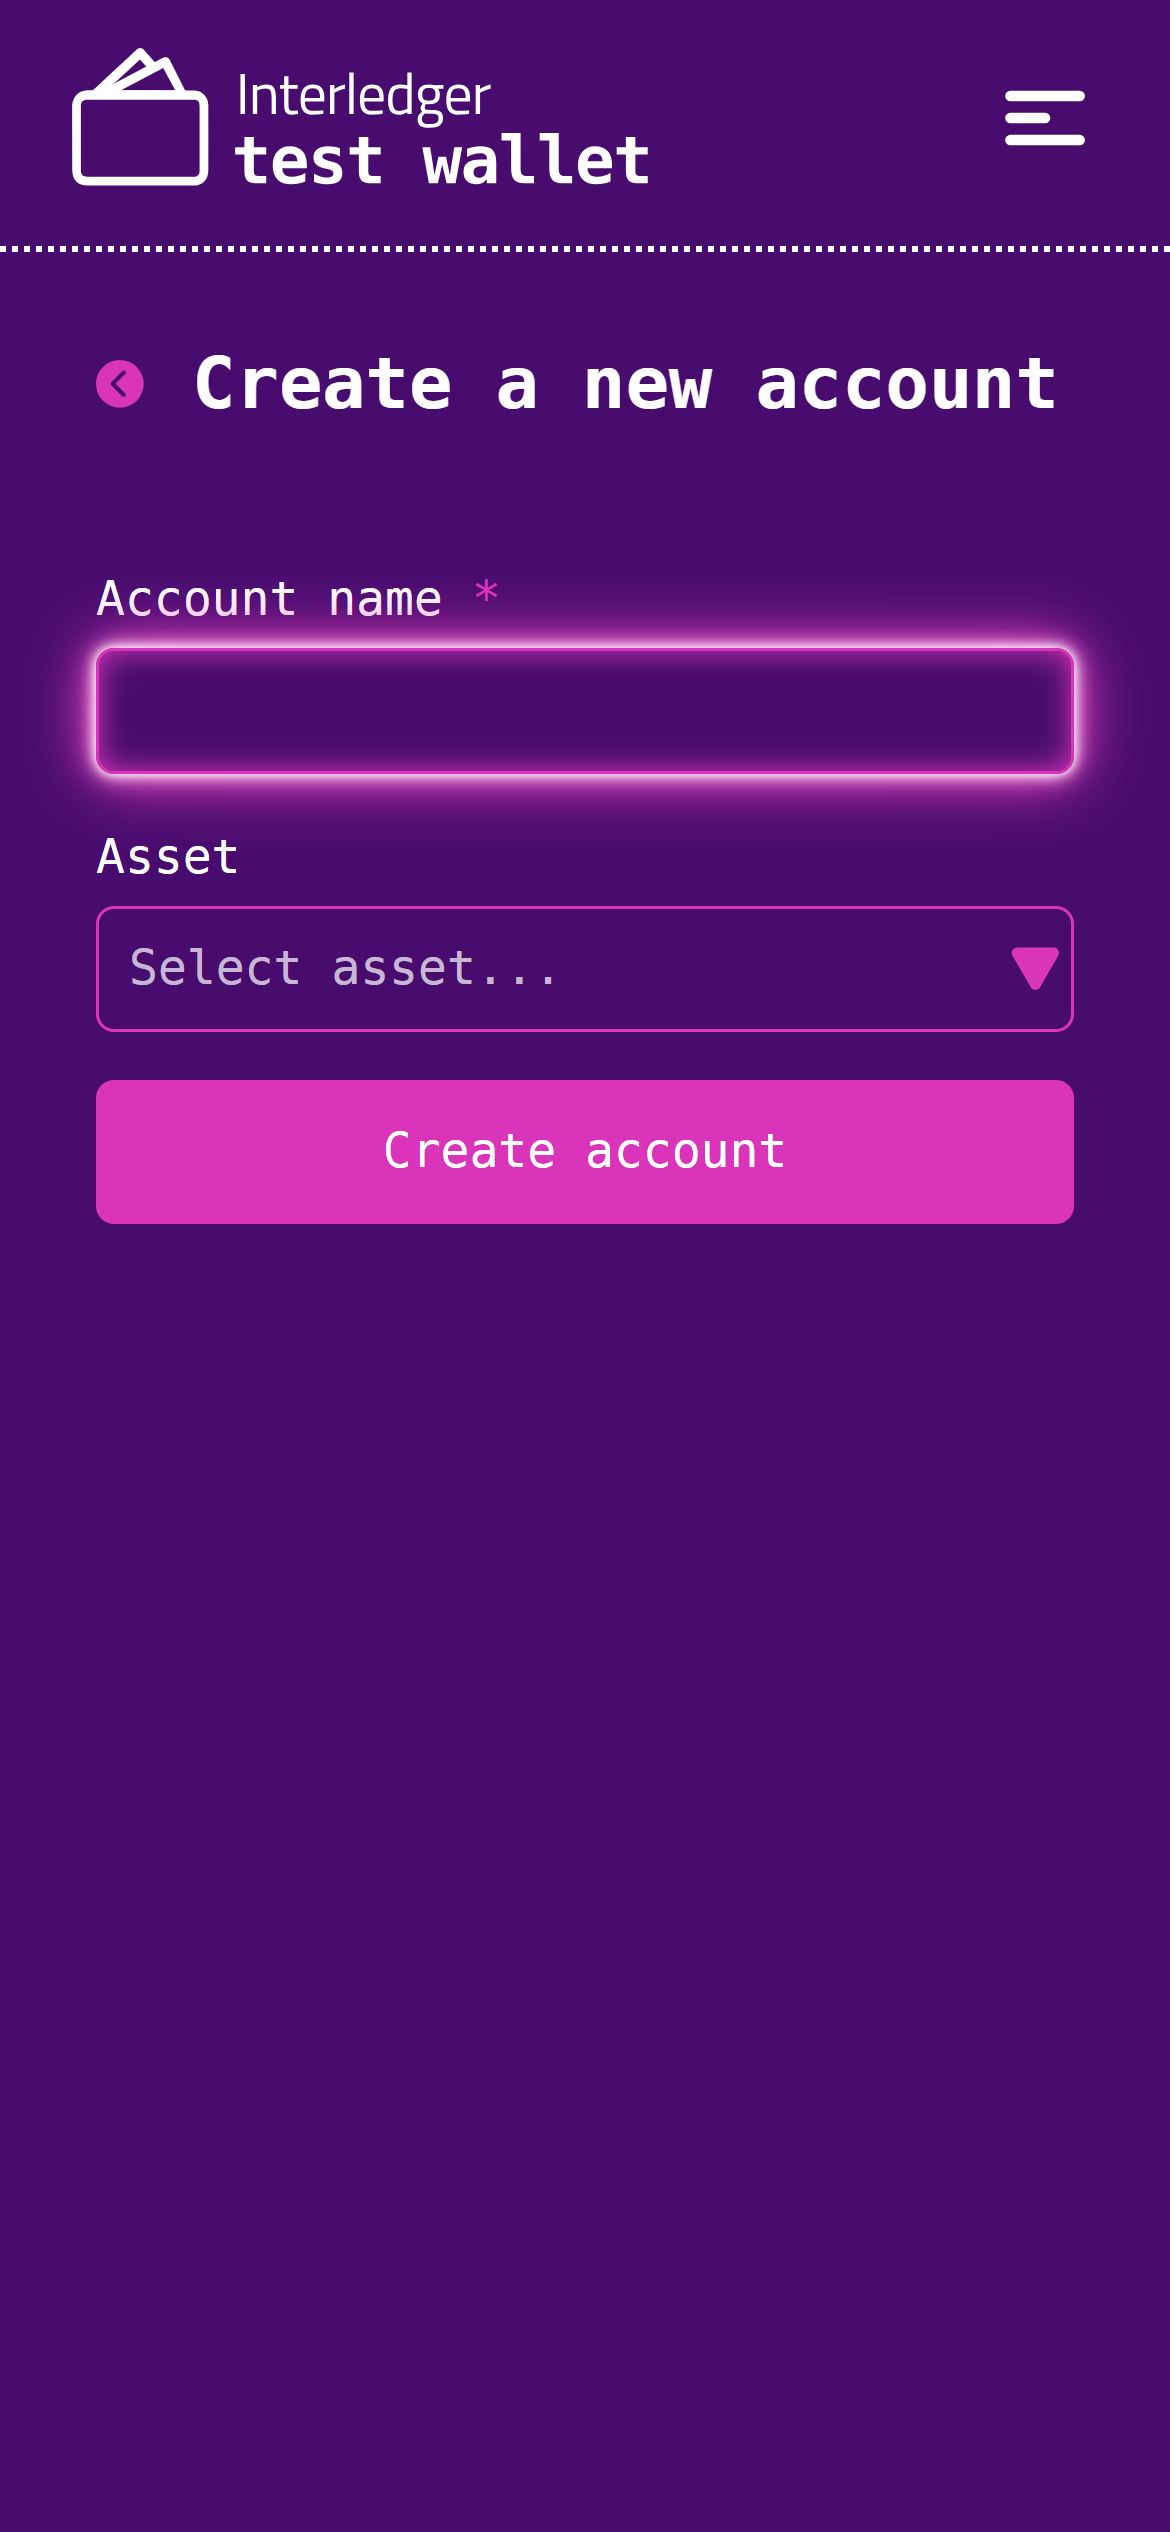 Interledger
test wallet
Create a new account
Account name *
Asset
Select asset...
Create account